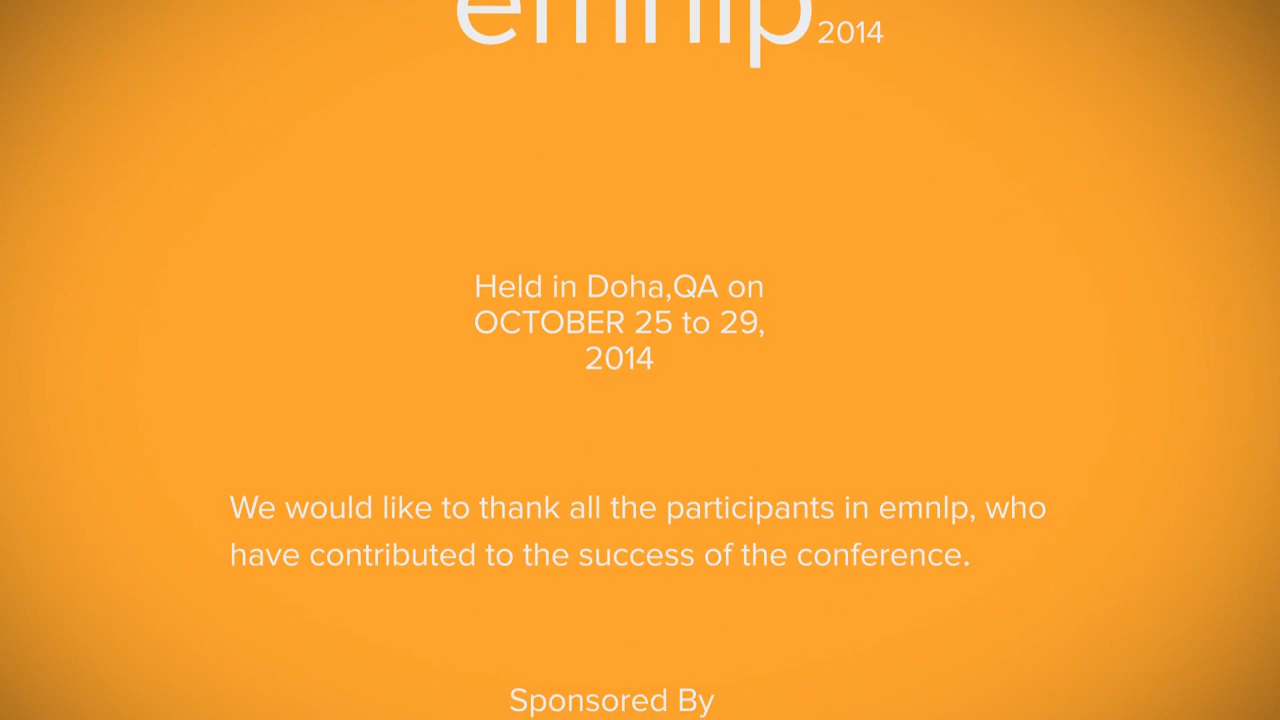 emnlp 2014
Held in Doha,QA on
OCTOBER 25 to 29,
2014
We would like to thank all the participants in emnlp, who
have contributed to the success of the conference.
Sponsored By